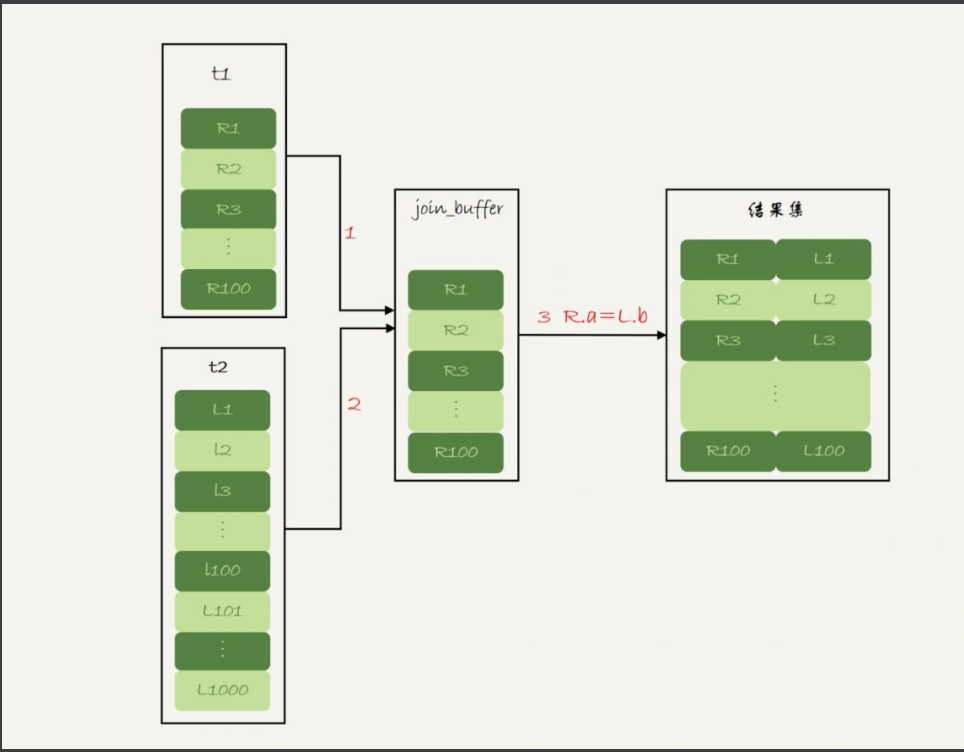 t1
R1
R2
R3
⋮
R100
1
t2
L1
l2
l3
⋮
l100
L101
⋮
L1000
2
join_buffer
R1
R2
R3
⋮
R100
3 R.a=L.b
结果集
R1 L1
R2 L2
R3 L3
⋮
R100 L100